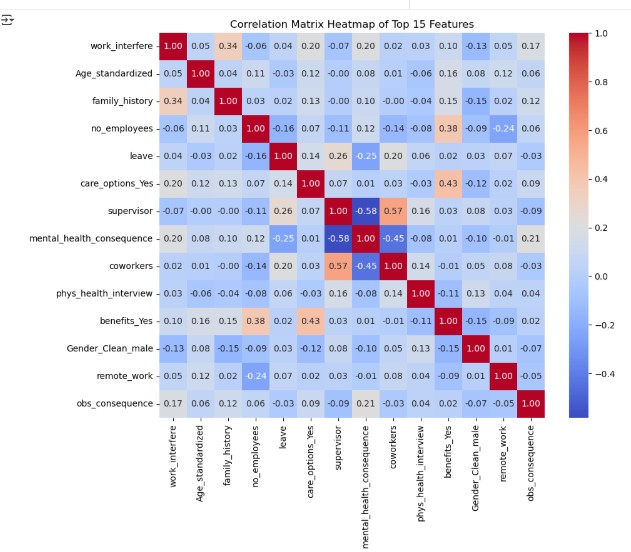 Correlation Matrix Heatmap of Top 15 Features
work_interfere 1.00 0.05 0.34 -0.06 0.04 0.20 -0.07 0.20 0.02 0.03 0.10 -0.13 0.05 0.17
Age_standardized 0.05 1.00 0.04 0.11 -0.03 0.12 -0.00 0.08 0.01 -0.06 0.16 0.08 0.12 0.06
family_history 0.34 0.04 1.00 0.03 0.02 0.13 -0.00 0.10 -0.00 -0.04 0.15 -0.15 0.02 0.12
no_employees -0.06 0.11 0.03 1.00 -0.16 0.07 -0.11 0.12 -0.14 -0.08 0.38 -0.09 -0.24 0.06
leave 0.04 -0.03 0.02 -0.16 1.00 0.14 0.26 -0.25 0.20 0.06 0.02 0.03 0.07 -0.03
care_options_Yes 0.20 0.12 0.13 0.07 0.14 1.00 0.07 0.01 0.03 -0.03 0.43 -0.12 0.02 0.09
supervisor -0.07 -0.00 -0.00 -0.11 0.26 0.07 1.00 -0.58 0.57 0.16 0.03 0.08 0.03 -0.09
mental_health_consequence 0.20 0.08 0.10 0.12 -0.25 0.01 -0.58 1.00 -0.45 -0.08 0.01 -0.10 -0.01 0.21
coworkers 0.02 0.01 -0.00 -0.14 0.20 0.03 0.57 -0.45 1.00 0.14 -0.01 0.05 0.08 -0.03
phys_health_interview 0.03 -0.06 -0.04 -0.08 0.06 -0.03 0.16 -0.08 0.14 1.00 -0.11 0.13 0.04 0.04
benefits_Yes 0.10 0.16 0.15 0.38 0.02 0.43 0.03 0.01 -0.01 -0.11 1.00 -0.15 -0.09 0.02
Gender_Clean_male -0.13 0.08 -0.15 -0.09 0.03 -0.12 0.08 -0.10 0.05 0.13 -0.15 1.00 0.01 -0.07
remote_work 0.05 0.12 0.02 -0.24 0.07 0.02 0.03 -0.01 0.08 0.04 -0.09 0.01 1.00 -0.05
obs_consequence 0.17 0.06 0.12 0.06 -0.03 0.09 -0.09 0.21 -0.03 0.04 0.02 -0.07 -0.05 1.00
work_interfere
Age_standardized
family_history
no_employees
leave
care_options_Yes
supervisor
mental_health_consequence
coworkers
phys_health_interview
benefits_Yes
Gender_Clean_male
remote_work
obs_consequence
1.0
0.8
0.6
0.4
0.2
0.0
−0.2
−0.4